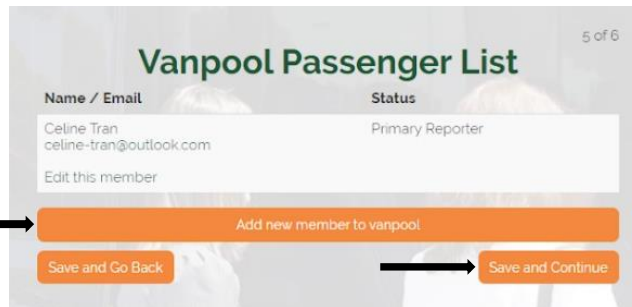 5 of 6
Vanpool Passenger List
Name / Email Status
Celine Tran Primary Reporter
celine-tran@outlook.com
Edit this member
Add new member to vanpool
Save and Go Back Save and Continue